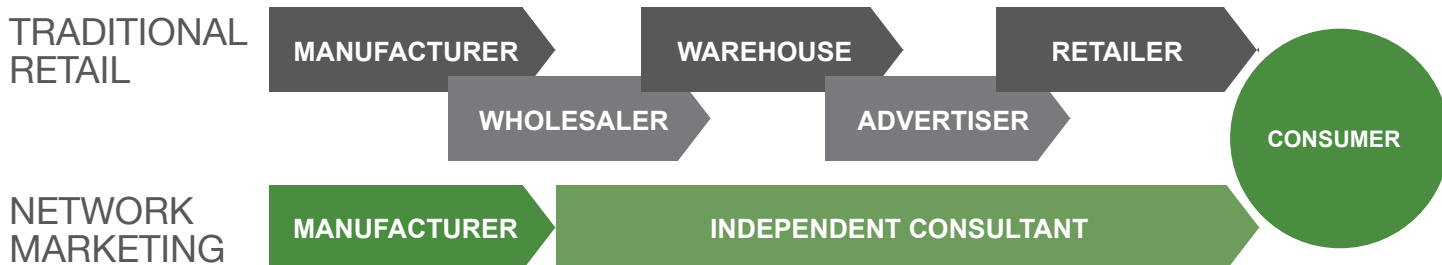 TRADITIONAL
RETAIL
MANUFACTURER
WHOLESALER
WAREHOUSE
ADVERTISER
RETAILER
CONSUMER
NETWORK
MARKETING
MANUFACTURER
INDEPENDENT CONSULTANT